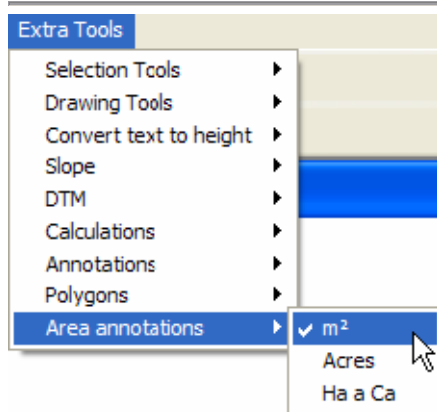 Extra Tools
Selection Tools
Drawing Tools
Convert text to height
Slope
DTM
Calculations
Annotations
Polygons
Area annotations
m²
Acres
Ha a Ca